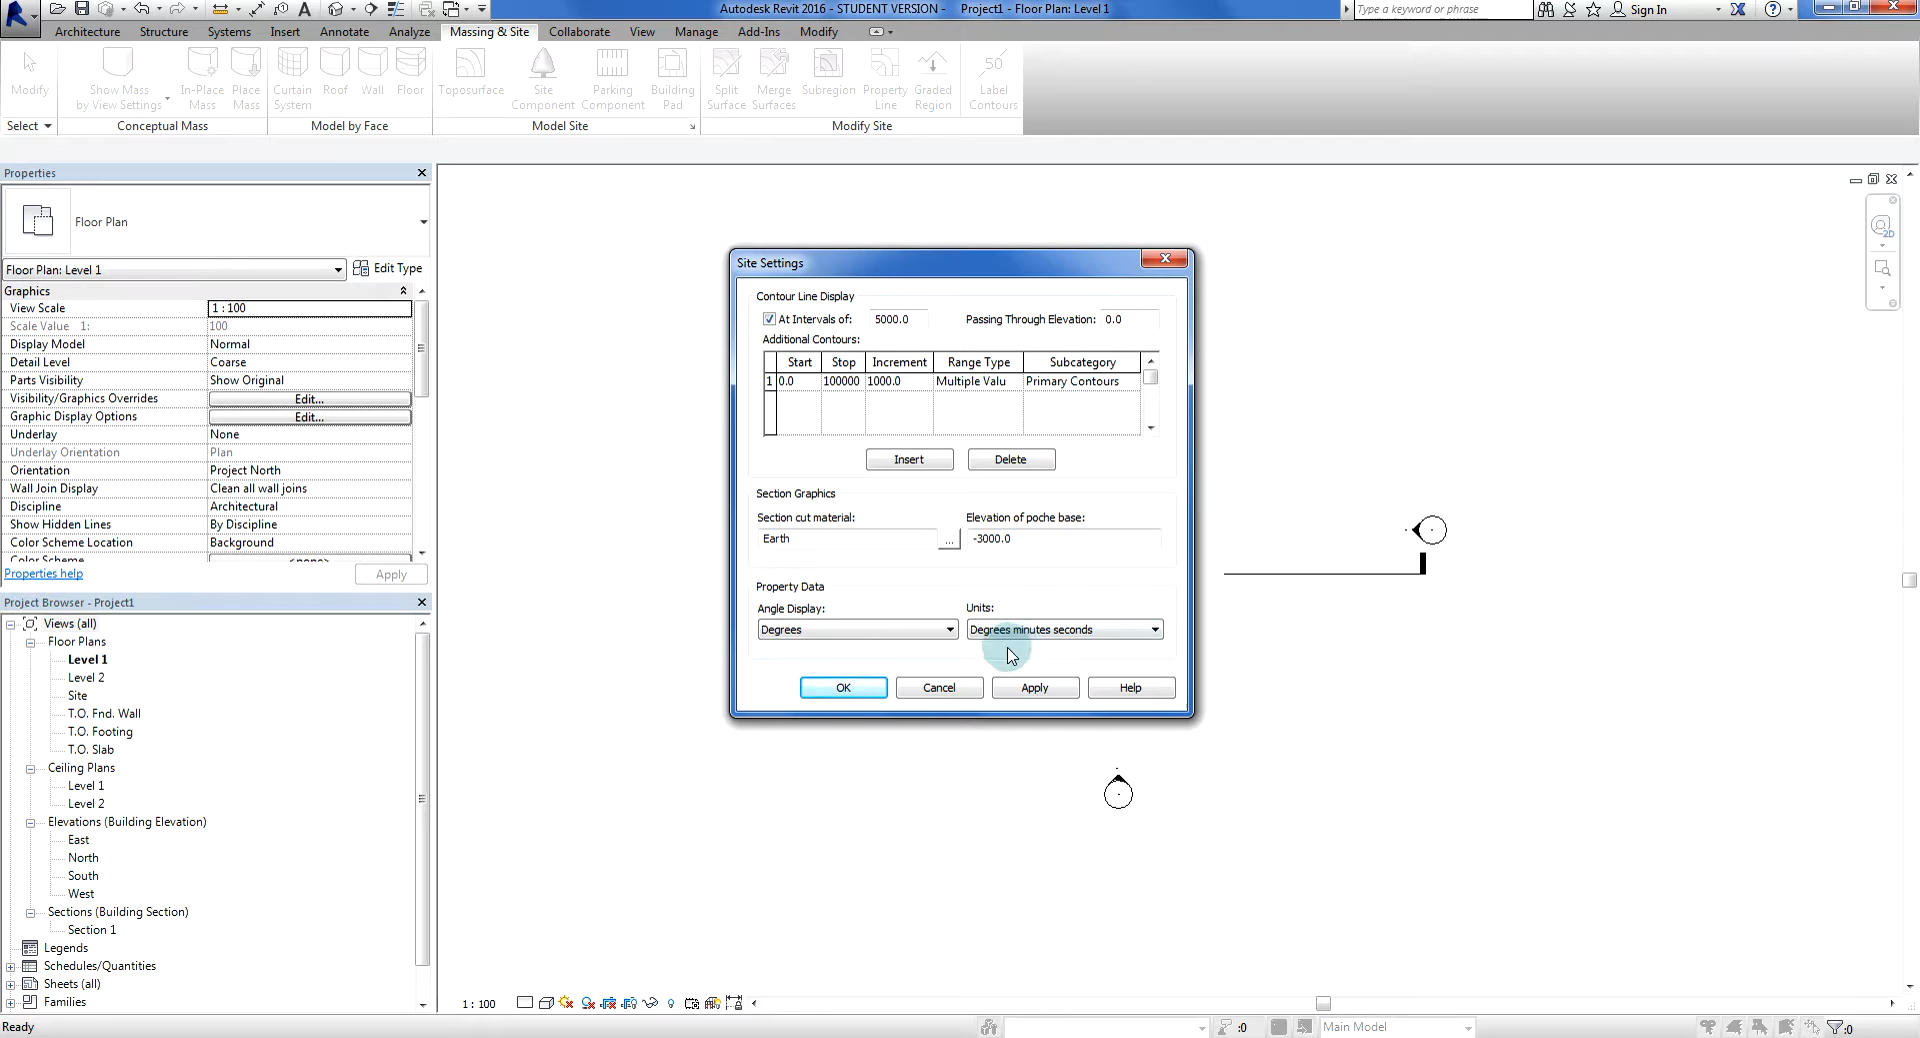 Autodesk Revit 2016 - STUDENT VERSION - Project1 - Floor Plan: Level 1
Type a keyword or phrase
Sign In
Architecture Structure Systems Insert Annotate Analyze Massing & Site Collaborate View Manage Add-Ins Modify
Modify
Show Mass
by View Settings
In-Place
Mass
Place
Mass
Curtain
System
Roof
Wall
Floor
Toposurface
Site
Component
Parking
Component
Building
Pad
Split
Surface
Merge
Surfaces
Subregion
Property
Line
Graded
Region
50
Label
Contours
Select
Conceptual Mass
Model by Face
Model Site
Modify Site
Properties
Floor Plan
Floor Plan: Level 1
Edit Type
Graphics
View Scale 1 : 100
Scale Value 1: 100
Display Model Normal
Detail Level Coarse
Parts Visibility Show Original
Visibility/Graphics Overrides Edit...
Graphic Display Options Edit...
Underlay None
Underlay Orientation Plan
Orientation Project North
Wall Join Display Clean all wall joins
Discipline Architectural
Show Hidden Lines By Discipline
Color Scheme Location Background
Color Scheme <none>
Properties help
Apply
Project Browser - Project1
Views (all)
Floor Plans
Level 1
Level 2
Site
T.O. Fnd. Wall
T.O. Footing
T.O. Slab
Ceiling Plans
Level 1
Level 2
Elevations (Building Elevation)
East
North
South
West
Sections (Building Section)
Section 1
Legends
Schedules/Quantities
Sheets (all)
Families
Site Settings
Contour Line Display
At Intervals of: 5000.0 Passing Through Elevation: 0.0
Additional Contours:
Start Stop Increment Range Type Subcategory
1 0.0 100000 1000.0 Multiple Valu Primary Contours
Insert Delete
Section Graphics
Section cut material: Elevation of poche base:
Earth ... -3000.0
Property Data
Angle Display: Units:
Degrees Degrees minutes seconds
OK Cancel Apply Help
2D
1 : 100
Ready
:0
Main Model
:0